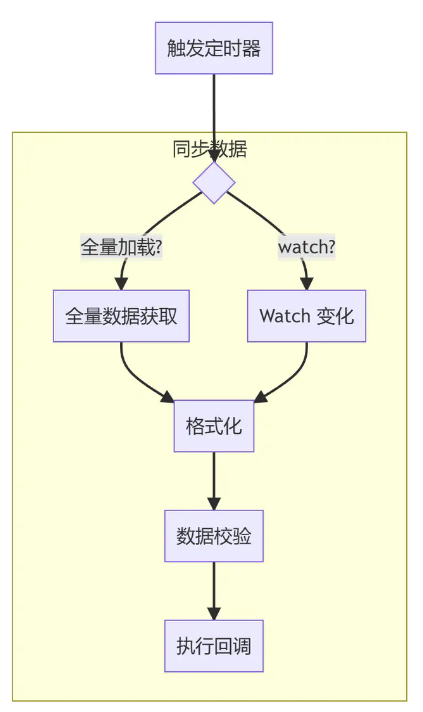 触发定时器
同步数据
全量加载?
watch?
全量数据获取
Watch 变化
格式化
数据校验
执行回调